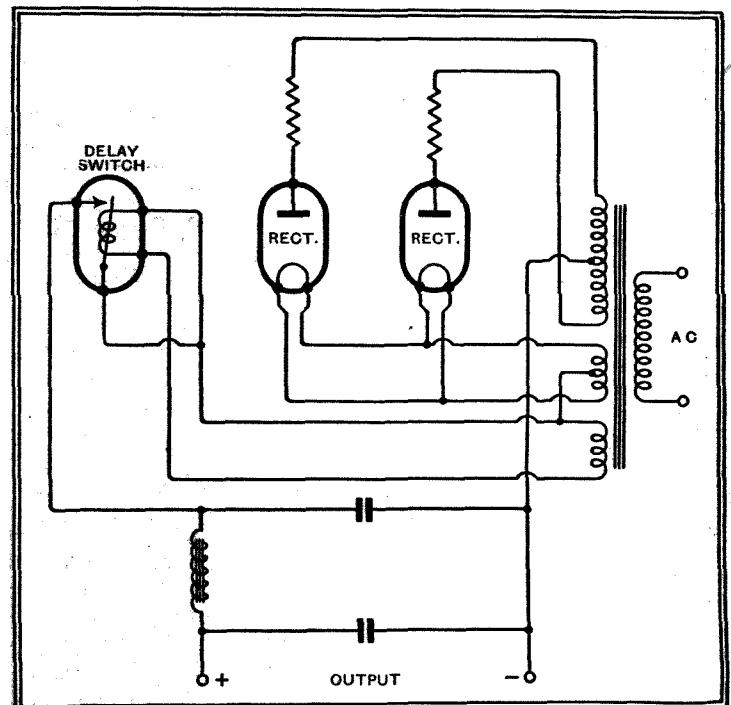 DELAY
SWITCH
RECT.
RECT.
AC
+
OUTPUT
-